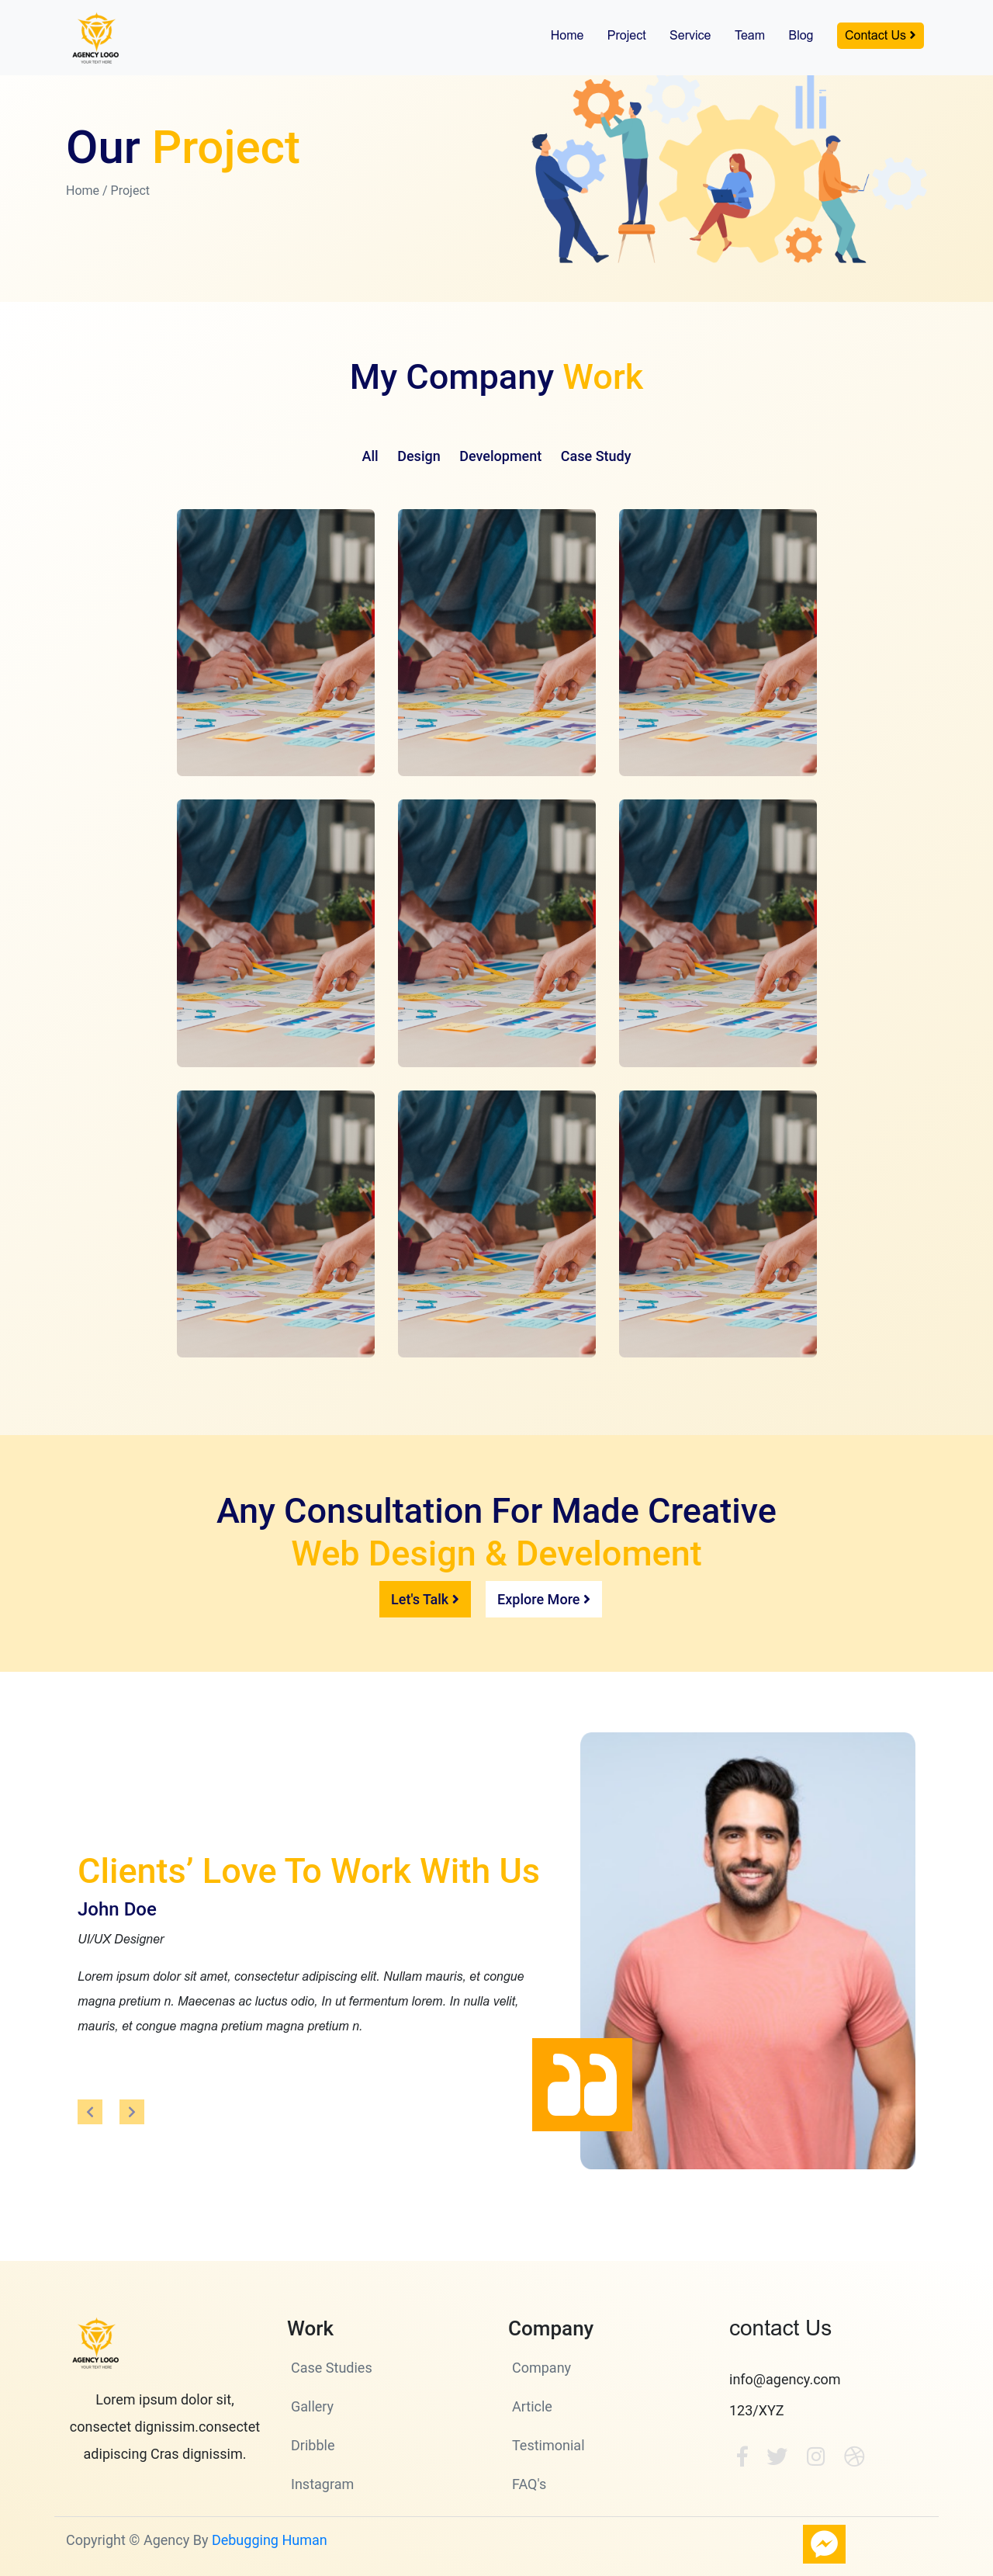 AGENCY LOGO
YOUR TEXT HERE
Home Project Service Team Blog Contact Us
Our Project
Home / Project
My Company Work
All Design Development Case Study
Any Consultation For Made Creative
Web Design & Develoment
Let's Talk Explore More
Clients’ Love To Work With Us
John Doe
UI/UX Designer
Lorem ipsum dolor sit amet, consectetur adipiscing elit. Nullam mauris, et congue
magna pretium n. Maecenas ac luctus odio, In ut fermentum lorem. In nulla velit,
mauris, et congue magna pretium magna pretium n.
AGENCY LOGO
YOUR TEXT HERE
Lorem ipsum dolor sit,
consectet dignissim.consectet
adipiscing Cras dignissim.
Work
Case Studies
Gallery
Dribble
Instagram
Company
Company
Article
Testimonial
FAQ's
contact Us
info@agency.com
123/XYZ
Copyright © Agency By Debugging Human